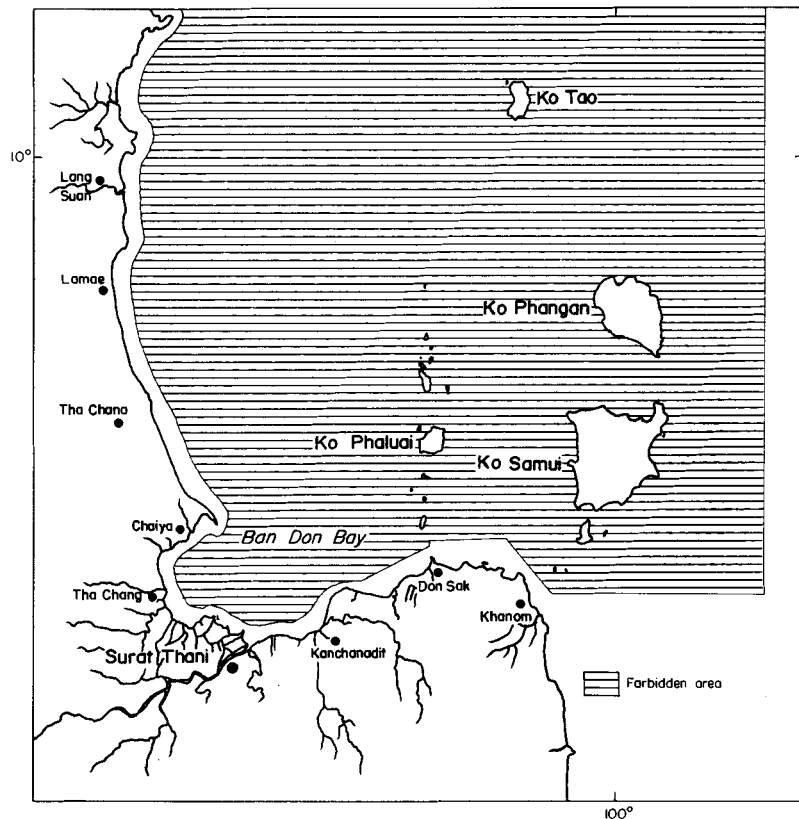 Ko Tao
10°
Lang
Suan
Lamae
Ko Phangan
Tha Chana
Ko Phaluai
Ko Samui
Chaiya
Ban Don Bay
Tha Chang
Don Sak
Khanom
Surat Thani
Kanchanadit
Farbidden area
100°